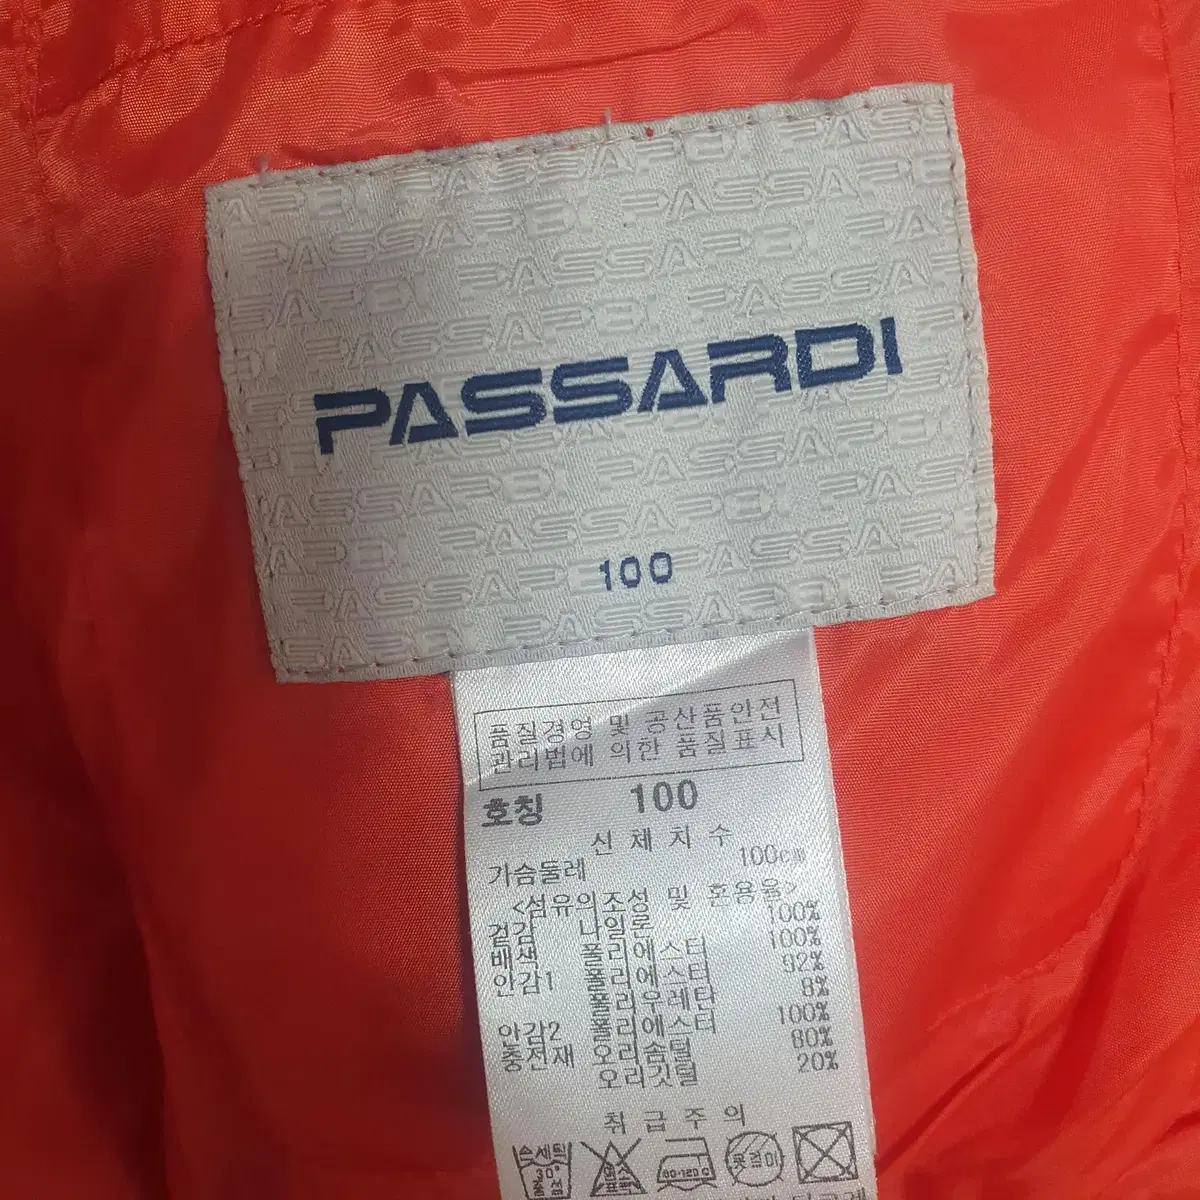 PASSARDI
100
품질경영 및 공산품안전
관리법에 의한 품질표시
호칭 100
신체치수
가슴둘레 100cm
<섬유의조성 및 혼용율>
겉감 나일론 100%
배색 폴리에스터 100%
안감1 폴리에스터 92%
폴리우레타 8%
안감2 폴리에스터 100%
충전재 오리솜털 80%
오리깃털 20%
취급주의